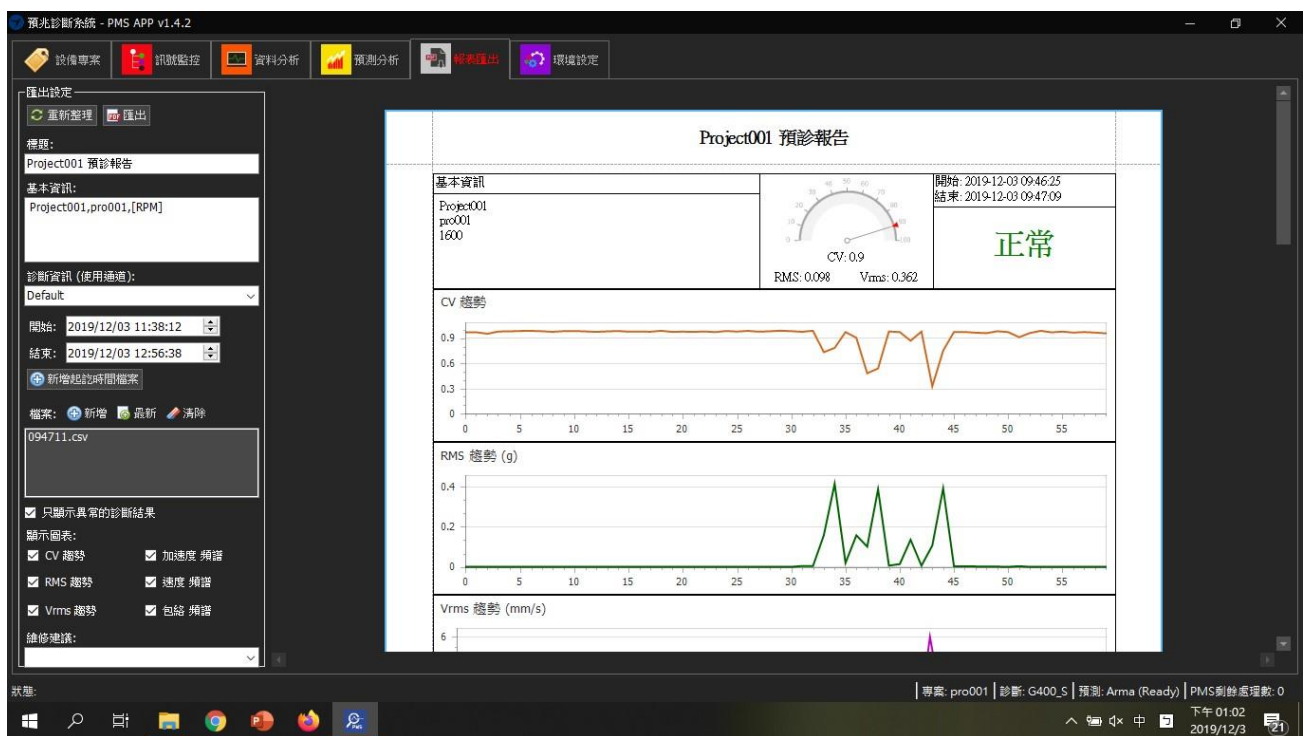 預兆診斷系統 - PMS APP v1.4.2
設備專案 訊號監控 資料分析 預測分析 報表匯出 環境設定
匯出設定
重新整理 匯出
標題:
Project001 預診報告
基本資訊:
Project001,pro001,[RPM]
診斷資訊 (使用通道):
Default
開始: 2019/12/03 11:38:12
結束: 2019/12/03 12:56:38
新增起訖時間檔案
檔案: 新增 最新 清除
094711.csv
只顯示異常的診斷結果
顯示圖表:
CV 趨勢 加速度 頻譜
RMS 趨勢 速度 頻譜
Vrms 趨勢 包絡 頻譜
維修建議:
Project001 預診報告
基本資訊
Project001
pro001
1600
0 10 20 30 40 50 60 70 80 90 100
CV: 0.9
RMS: 0.098 Vrms: 0.362
開始: 2019-12-03 09:46:25
結束: 2019-12-03 09:47:09
正常
CV 趨勢
0.9
0.6
0.3
0
0 5 10 15 20 25 30 35 40 45 50 55
RMS 趨勢 (g)
0.4
0.2
0
0 5 10 15 20 25 30 35 40 45 50 55
Vrms 趨勢 (mm/s)
6
狀態:
專案: pro001 診斷: G400_S 預測: Arma (Ready) PMS剩餘處理數: 0
中
下午 01:02
2019/12/3
21